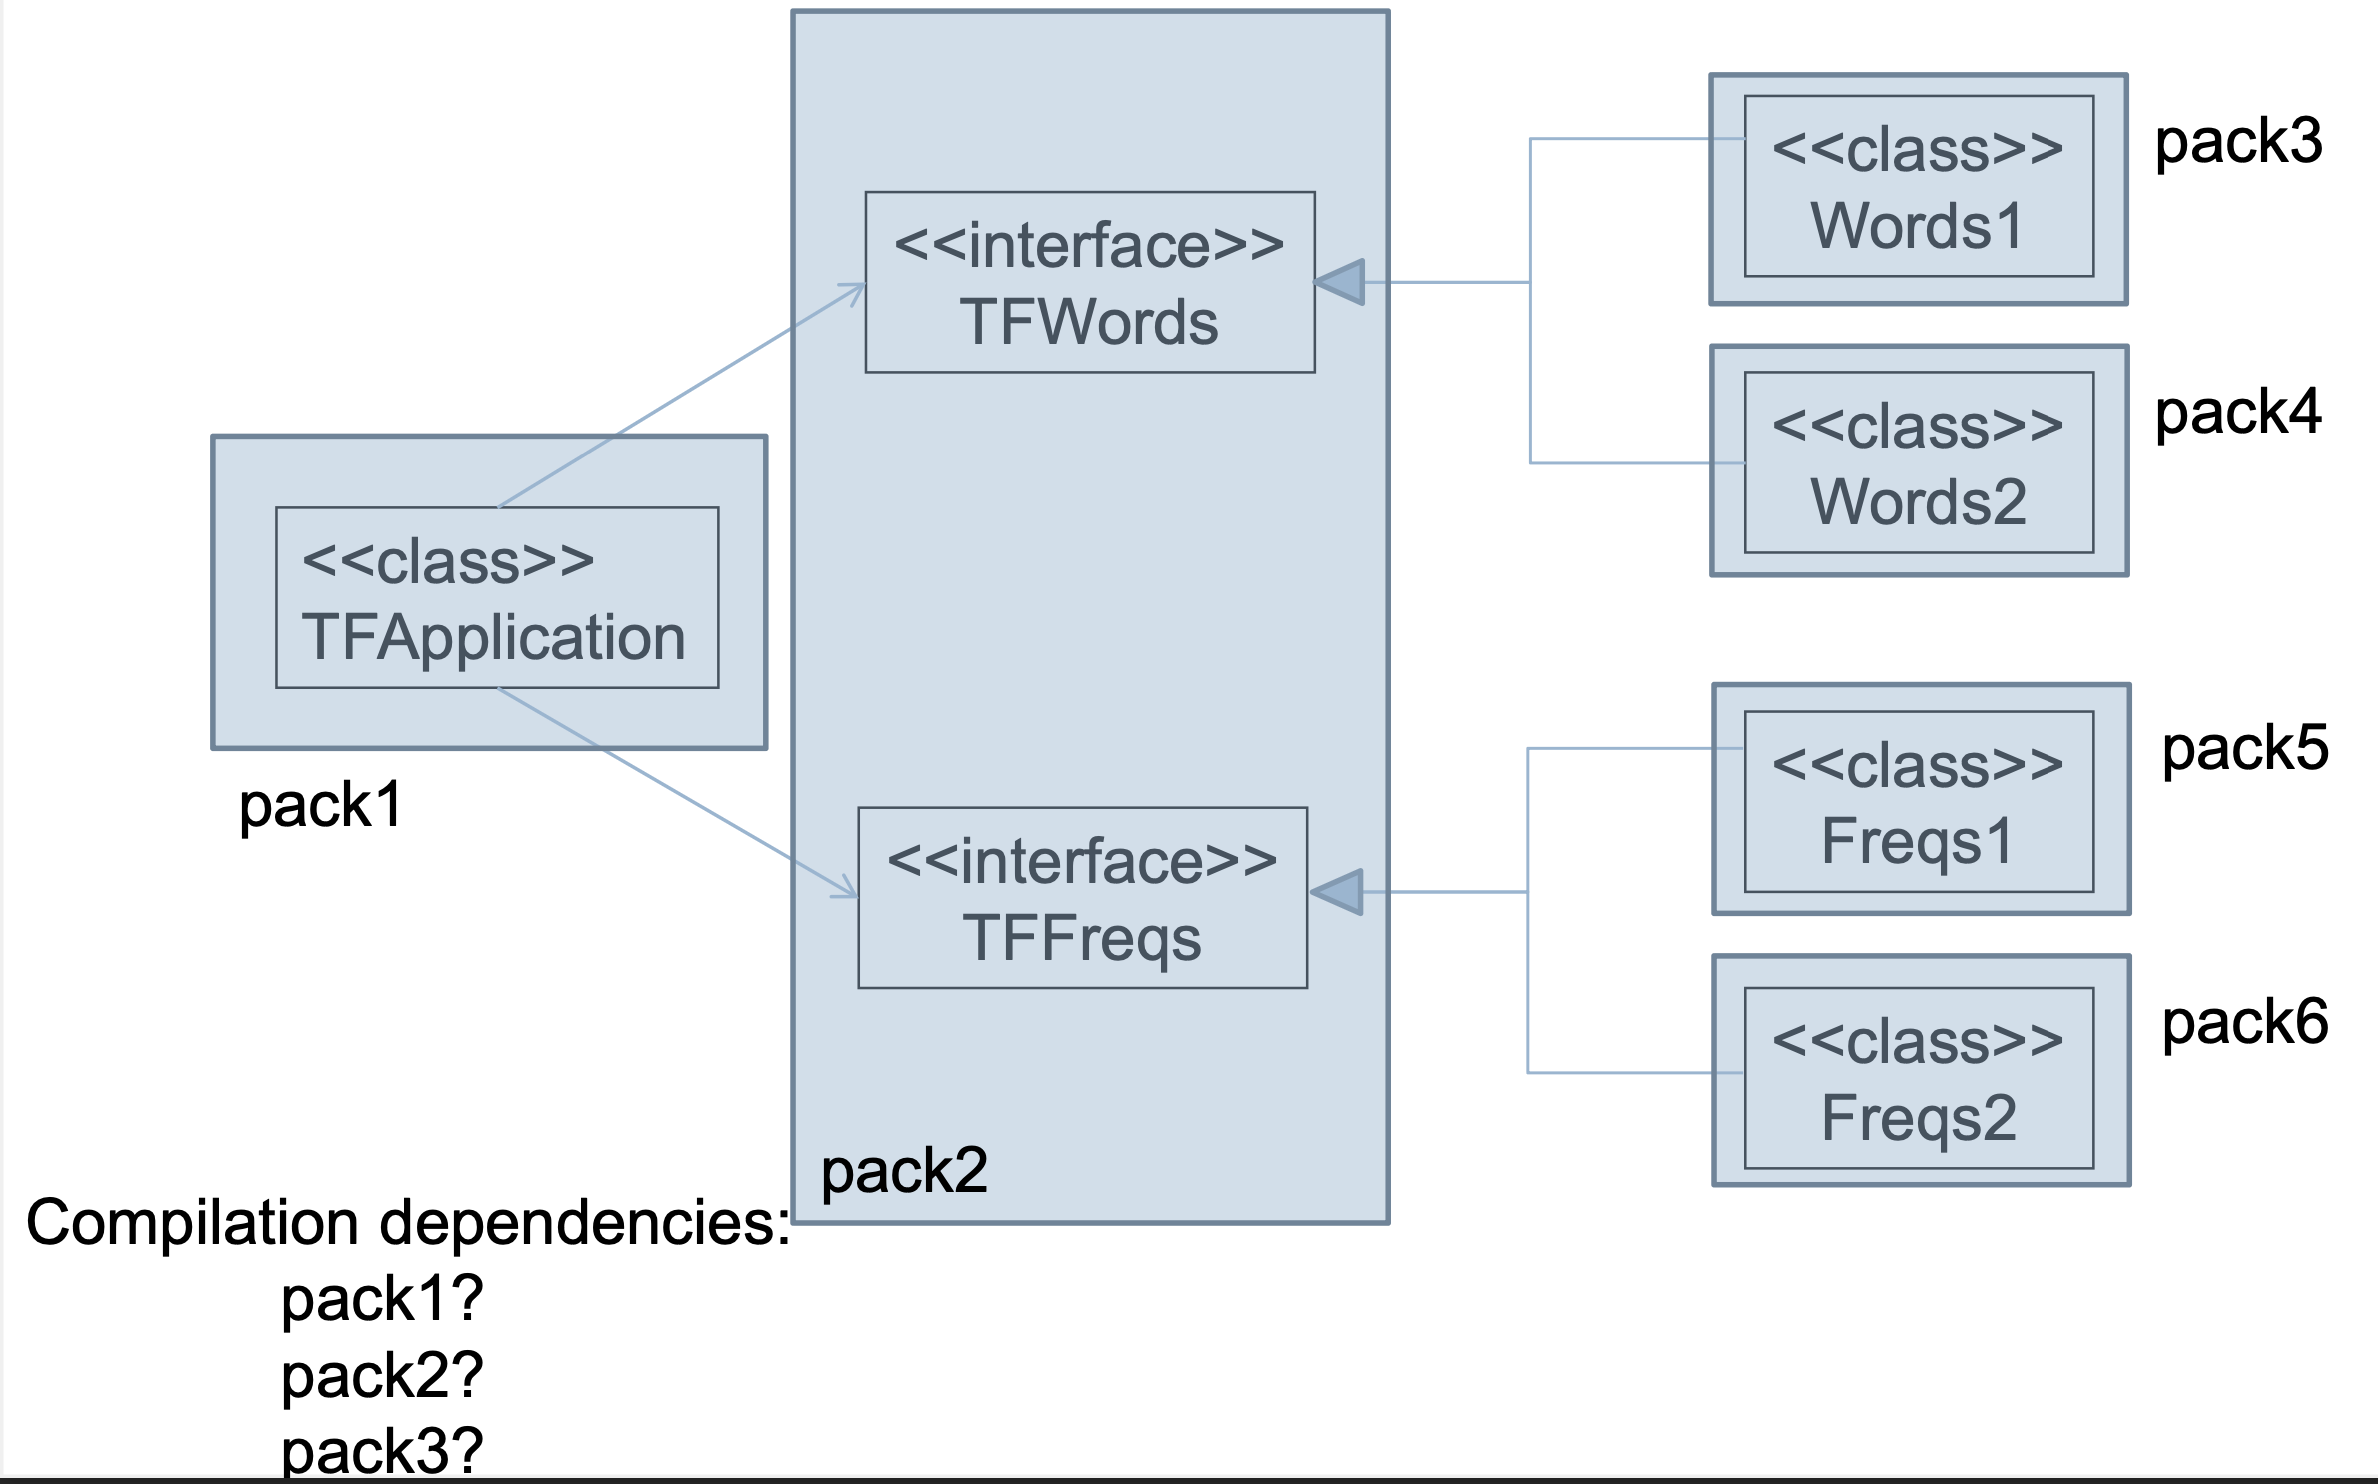 <<class>>
TFApplication
pack1
<<interface>>
TFWords
<<interface>>
TFFreqs
pack2
<<class>>
Words1
pack3
<<class>>
Words2
pack4
<<class>>
Freqs1
pack5
<<class>>
Freqs2
pack6
Compilation dependencies:
pack1?
pack2?
pack3?